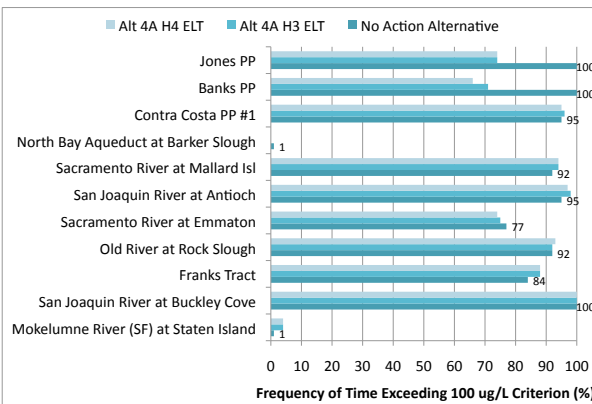 Alt 4A H4 ELT Alt 4A H3 ELT No Action Alternative
Jones PP 100
Banks PP 100
Contra Costa PP #1 95
North Bay Aqueduct at Barker Slough 1
Sacramento River at Mallard Isl 92
San Joaquin River at Antioch 95
Sacramento River at Emmaton 77
Old River at Rock Slough 92
Franks Tract 84
San Joaquin River at Buckley Cove 100
Mokelumne River (SF) at Staten Island 1
0 10 20 30 40 50 60 70 80 90 100
Frequency of Time Exceeding 100 ug/L Criterion (%)